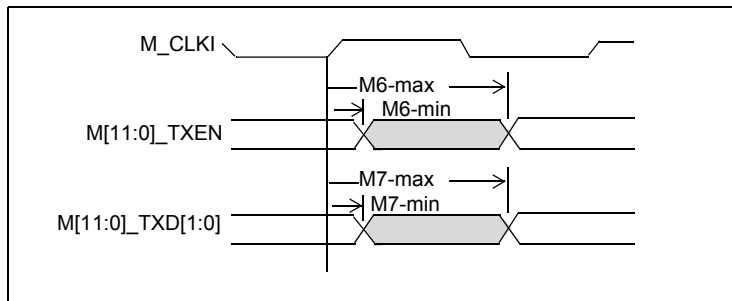 M_CLKI
M6-max
M6-min
M[11:0]_TXEN
M7-max
M7-min
M[11:0]_TXD[1:0]